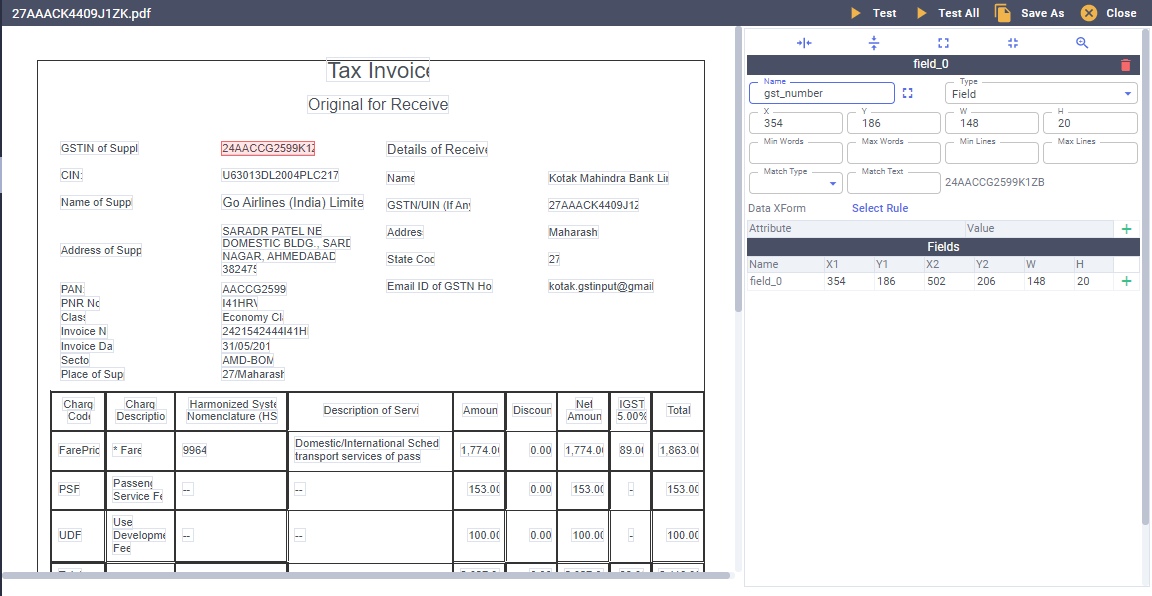 27AAACK4409J1ZK.pdf
Test
Test All
Save As
Close
Tax Invoice
Original for Receive
GSTIN of Suppl
24AACCG2599K1Z
Details of Receive
CIN:
U63013DL2004PLC217
Name
Kotak Mahindra Bank Lir
Name of Supp
Go Airlines (India) Limite
GSTN/UIN (If Any
27AAACK4409J1Z
Address of Supp
SARADR PATEL NE
DOMESTIC BLDG., SARD
NAGAR, AHMEDABAD
382475
Addres
Maharash
State Coc
27
Email ID of GSTN Ho
kotak.gstinput@gmail
PAN
AACCG2599
PNR No
I41HRV
Class
Economy Cl
Invoice N
2421542444I41H
Invoice Da
31/05/201
Secto
AMD-BOM
Place of Sup
27/Maharash
Charg
Code
Charg
Descriptio
Harmonized Syste
Nomenclature (HS
Description of Servi
Amoun
Discoun
Net
Amoun
IGST
5.00%
Total
FarePric
* Fare
9964
Domestic/International Sched
transport services of pass
1,774.00
0.00
1,774.00
89.00
1,863.00
PSF
Passeng
Service Fe
--
--
153.00
0.00
153.00
-
153.00
UDF
Use
Developme
Fee
--
--
100.00
0.00
100.00
-
100.00
field_0
Name
gst_number
Type
Field
X
354
Y
186
W
148
H
20
Min Words
Max Words
Min Lines
Max Lines
Match Type
Match Text
24AACCG2599K1ZB
Data XForm
Select Rule
Attribute
Value
Fields
Name
X1
Y1
X2
Y2
W
H
field_0
354
186
502
206
148
20